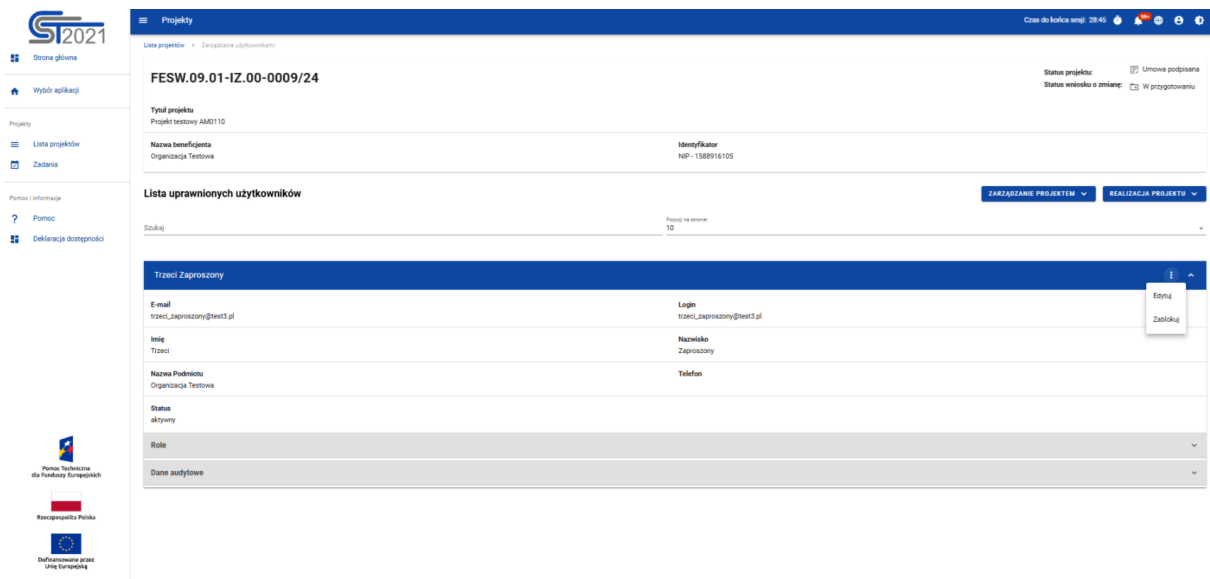 CST2021
Projekty
Czas do końca sesji: 28:45
99+
Strona główna
Wybór aplikacji
Projekty
Lista projektów
Zadania
Pomoc i informacje
Pomoc
Deklaracja dostępności
Pomoc Techniczna
dla Funduszy Europejskich
Rzeczpospolita Polska
Dofinansowane przez
Unię Europejską
Lista projektów > Zarządzanie użytkownikami
FESW.09.01-IZ.00-0009/24
Status projektu: Umowa podpisana
Status wniosku o zmianę: W przygotowaniu
Tytuł projektu
Projekt testowy AM0110
Nazwa beneficjenta Identyfikator
Organizacja Testowa NIP - 1588916105
Lista uprawnionych użytkowników ZARZĄDZANIE PROJEKTEM REALIZACJA PROJEKTU
Pozycji na stronie:
Szukaj 10
Trzeci Zaproszony
Edytuj
Zablokuj
E-mail Login
trzeci_zaproszony@test3.pl trzeci_zaproszony@test3.pl
Imię Nazwisko
Trzeci Zaproszony
Nazwa Podmiotu Telefon
Organizacja Testowa
Status
aktywny
Role
Dane audytowe